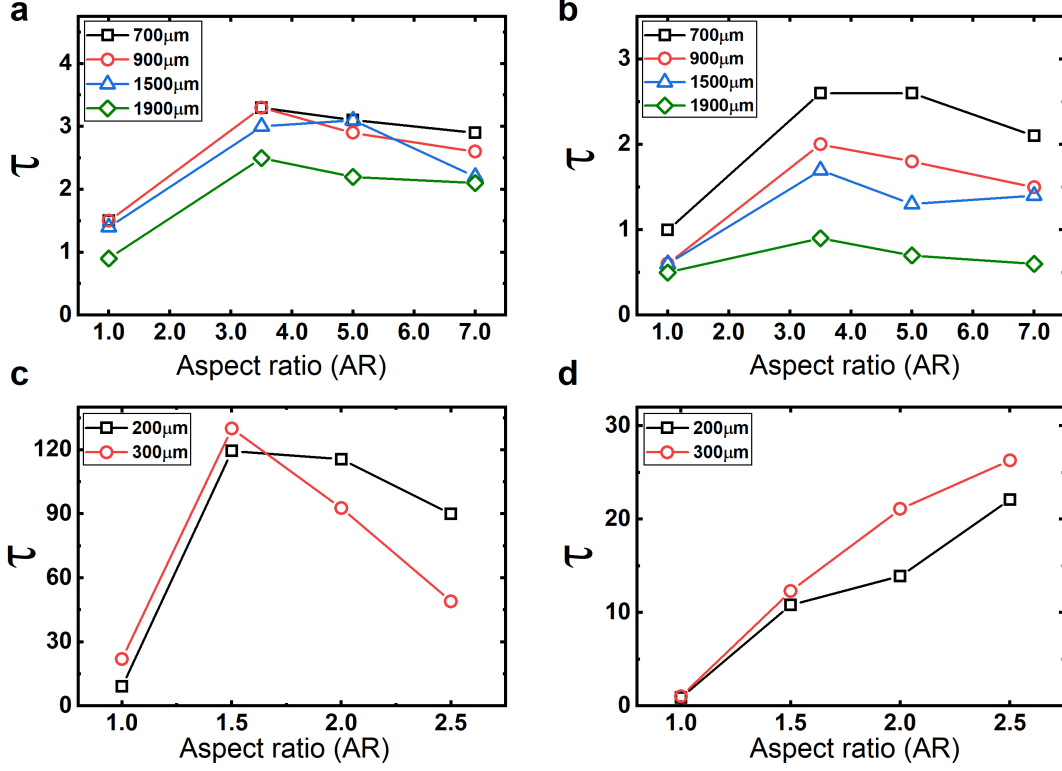 a
700μm
900μm
1500μm
1900μm
4
3
2
1
0
τ
1.0 2.0 3.0 4.0 5.0 6.0 7.0
Aspect ratio (AR)
b
700μm
900μm
1500μm
1900μm
3
2
1
0
τ
1.0 2.0 3.0 4.0 5.0 6.0 7.0
Aspect ratio (AR)
c
200μm
300μm
120
90
60
30
0
τ
1.0 1.5 2.0 2.5
Aspect ratio (AR)
d
200μm
300μm
30
20
10
0
τ
1.0 1.5 2.0 2.5
Aspect ratio (AR)